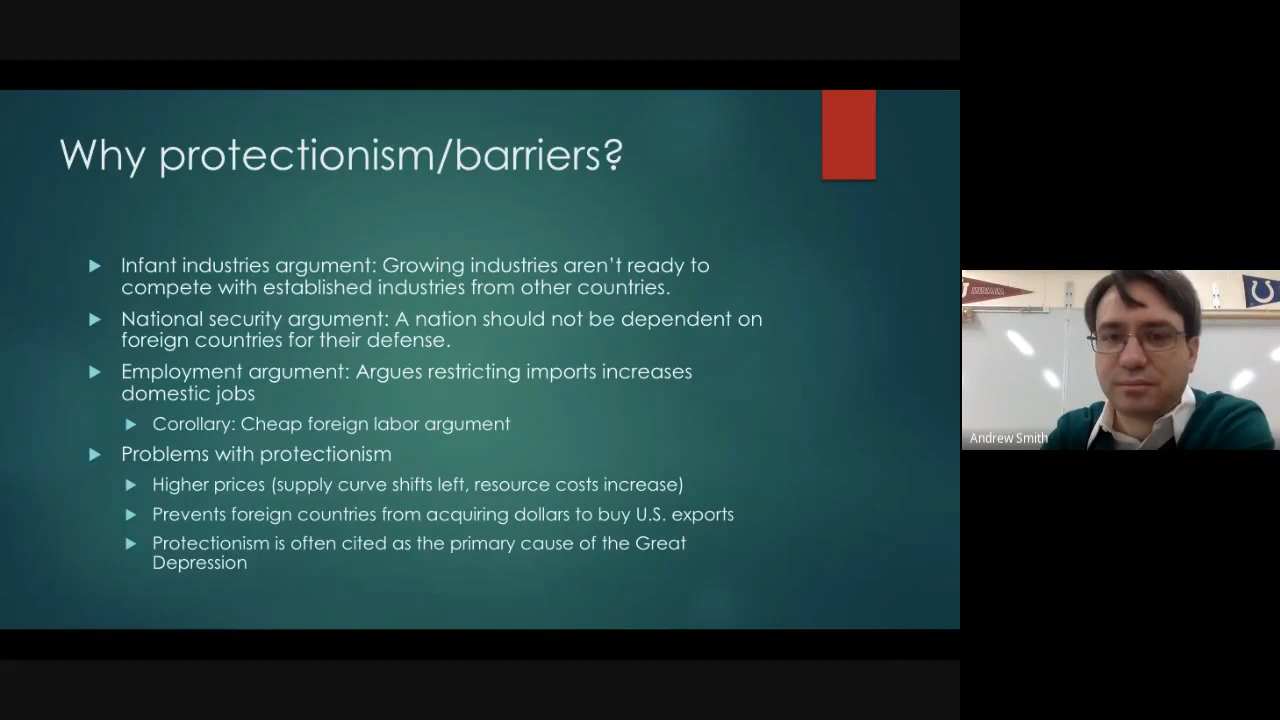 Why protectionism/barriers?
Infant industries argument: Growing industries aren't ready to
compete with established industries from other countries.
National security argument: A nation should not be dependent on
foreign countries for their defense.
Employment argument: Argues restricting imports increases
domestic jobs
Corollary: Cheap foreign labor argument
Problems with protectionism
Higher prices (supply curve shifts left, resource costs increase)
Prevents foreign countries from acquiring dollars to buy U.S. exports
Protectionism is often cited as the primary cause of the Great
Depression
Andrew Smith